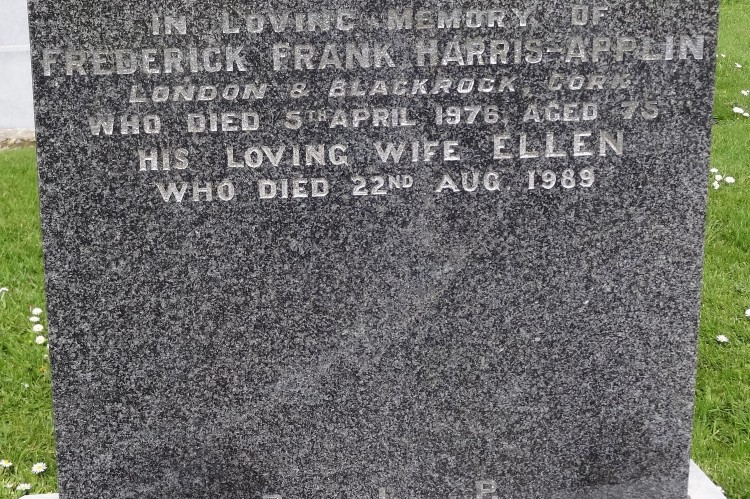 IN LOVING MEMORY OF
FREDERICK FRANK HARRIS-APPLIN
LONDON & BLACKROCK, CORK
WHO DIED 5TH APRIL 1976, AGED 75
HIS LOVING WIFE ELLEN
WHO DIED 22ND AUG. 1989
R I P